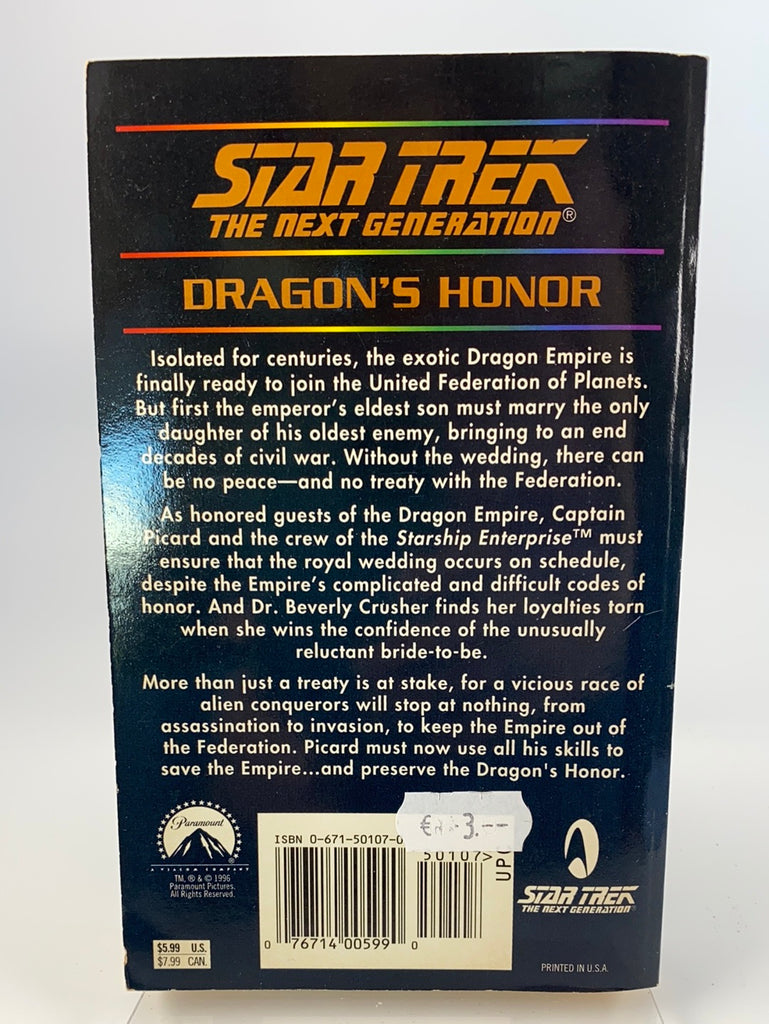 STAR TREK
THE NEXT GENERATION®
DRAGON'S HONOR
Isolated for centuries, the exotic Dragon Empire is
finally ready to join the United Federation of Planets.
But first the emperor's eldest son must marry the only
daughter of his oldest enemy, bringing to an end
decades of civil war. Without the wedding, there can
be no peace—and no treaty with the Federation.
As honored guests of the Dragon Empire, Captain
Picard and the crew of the Starship Enterprise™ must
ensure that the royal wedding occurs on schedule,
despite the Empire's complicated and difficult codes of
honor. And Dr. Beverly Crusher finds her loyalties torn
when she wins the confidence of the unusually
reluctant bride-to-be.
More than just a treaty is at stake, for a vicious race of
alien conquerors will stop at nothing, from
assassination to invasion, to keep the Empire out of
the Federation. Picard must now use all his skills to
save the Empire...and preserve the Dragon's Honor.
Paramount
A VIACOM COMPANY
TM, ® & © 1996
Paramount Pictures.
All Rights Reserved.
$5.99 U.S.
$7.99 CAN.
ISBN 0-671-50107-0
€ 3.--
50107>
UPC
0 76714 00599 0
STAR TREK
THE NEXT GENERATION®
PRINTED IN U.S.A.